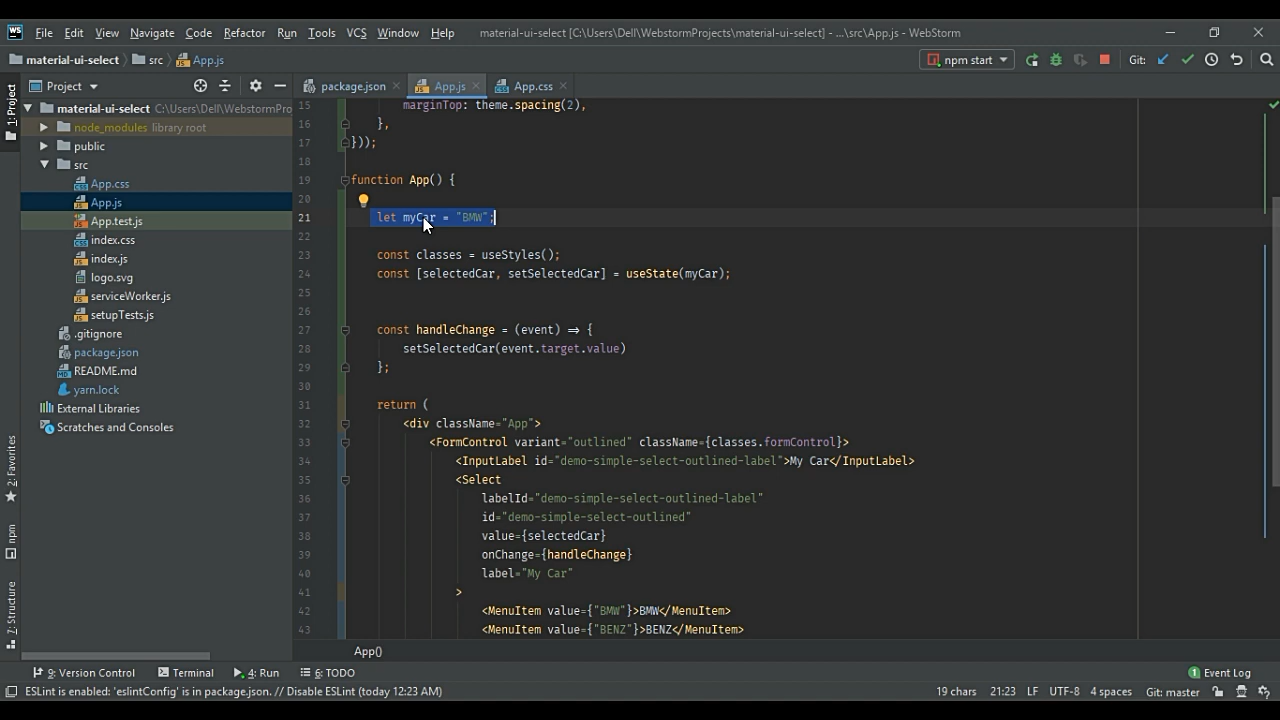 WS File Edit View Navigate Code Refactor Run Tools VCS Window Help material-ui-select [C:\Users\Dell\WebstormProjects\material-ui-select] - ...\src\App.js - WebStorm
material-ui-select src App.js npm start Git:
Project package.json App.js App.css
1: Project
material-ui-select C:\Users\Dell\WebstormPro
node_modules library root
public
src
App.css
App.js
App.test.js
index.css
index.js
logo.svg
serviceWorker.js
setupTests.js
.gitignore
package.json
README.md
yarn.lock
External Libraries
Scratches and Consoles
2: Favorites
npm
7: Structure
15 marginTop: theme.spacing(2),
16 },
17 }));
18
19 function App() {
20
21 let myCar = "BMW";
22
23 const classes = useStyles();
24 const [selectedCar, setSelectedCar] = useState(myCar);
25
26
27 const handleChange = (event) ⇒ {
28 setSelectedCar(event.target.value)
29 };
30
31 return (
32 <div className="App">
33 <FormControl variant="outlined" className={classes.formControl}>
34 <InputLabel id="demo-simple-select-outlined-label">My Car</InputLabel>
35 <Select
36 labelId="demo-simple-select-outlined-label"
37 id="demo-simple-select-outlined"
38 value={selectedCar}
39 onChange={handleChange}
40 label="My Car"
41 >
42 <MenuItem value={"BMW"}>BMW</MenuItem>
43 <MenuItem value={"BENZ"}>BENZ</MenuItem>
App()
9: Version Control Terminal 4: Run 6: TODO 1 Event Log
ESLint is enabled: 'eslintConfig' is in package.json. // Disable ESLint (today 12:23 AM) 19 chars 21:23 LF UTF-8 4 spaces Git: master